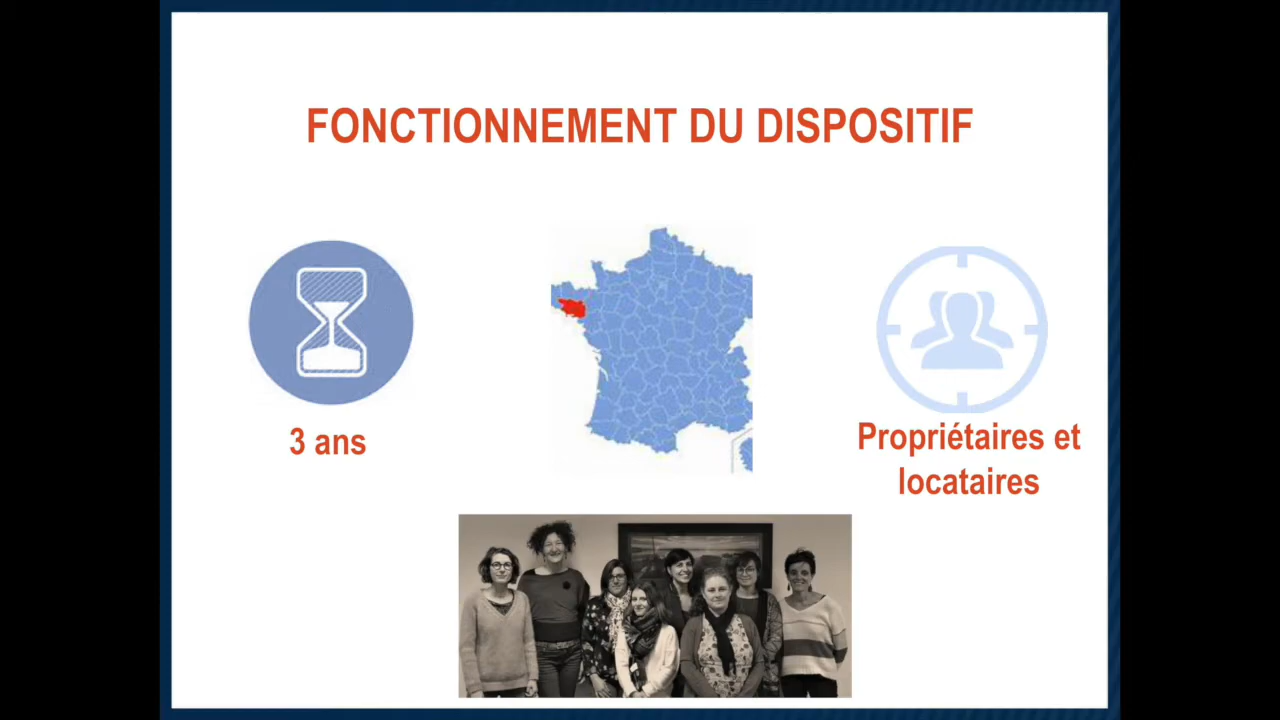 FONCTIONNEMENT DU DISPOSITIF
3 ans
Propriétaires et
locataires